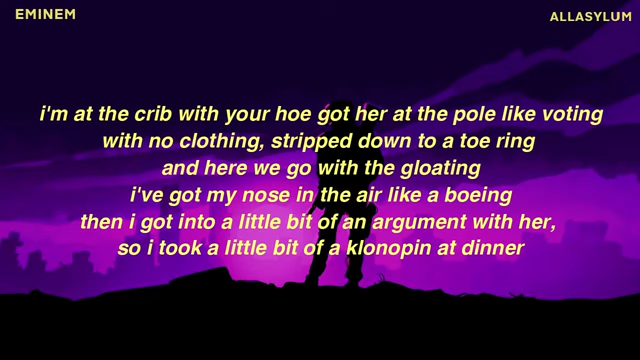 EMINEM
ALLASYLUM
i'm at the crib with your hoe got her at the pole like voting
with no clothing, stripped down to a toe ring
and here we go with the gloating
i've got my nose in the air like a boeing
then i got into a little bit of an argument with her,
so i took a little bit of a klonopin at dinner